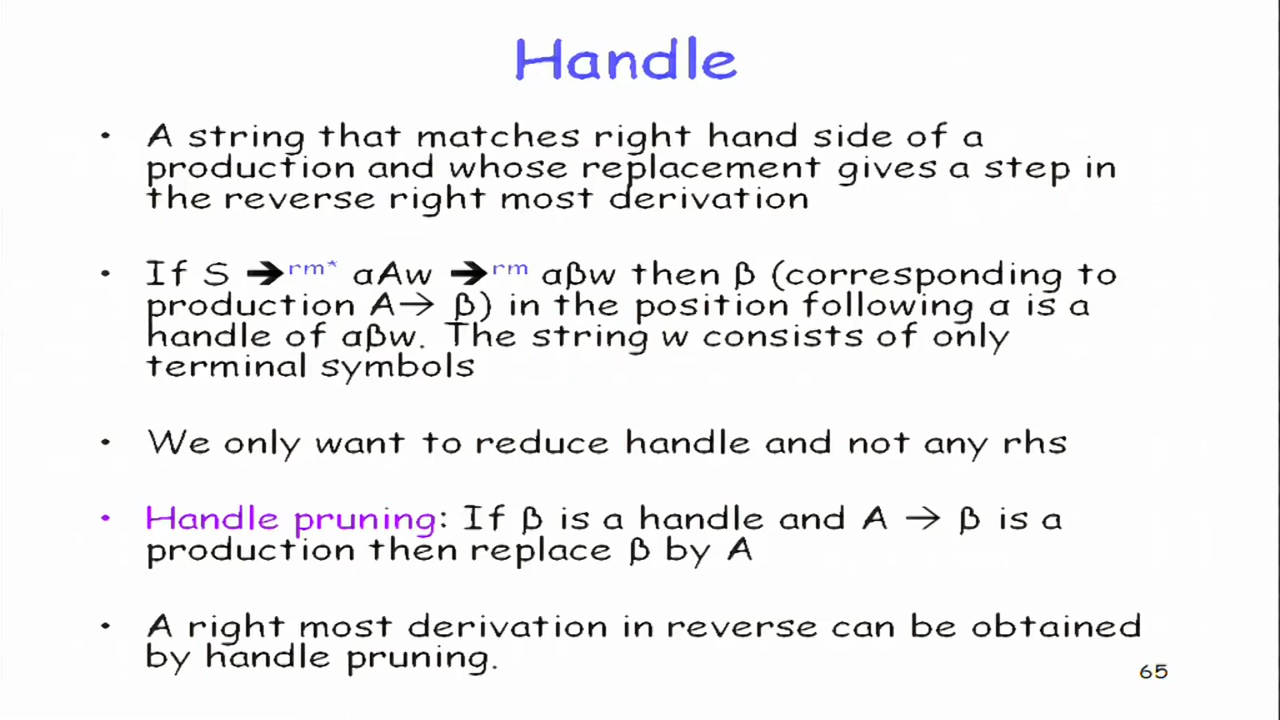 Handle
• A string that matches right hand side of a
production and whose replacement gives a step in
the reverse right most derivation
• If S ➔rm* αAw ➔rm αβw then β (corresponding to
production A→ β) in the position following α is a
handle of αβw. The string w consists of only
terminal symbols
• We only want to reduce handle and not any rhs
• Handle pruning: If β is a handle and A → β is a
production then replace β by A
• A right most derivation in reverse can be obtained
by handle pruning.
65